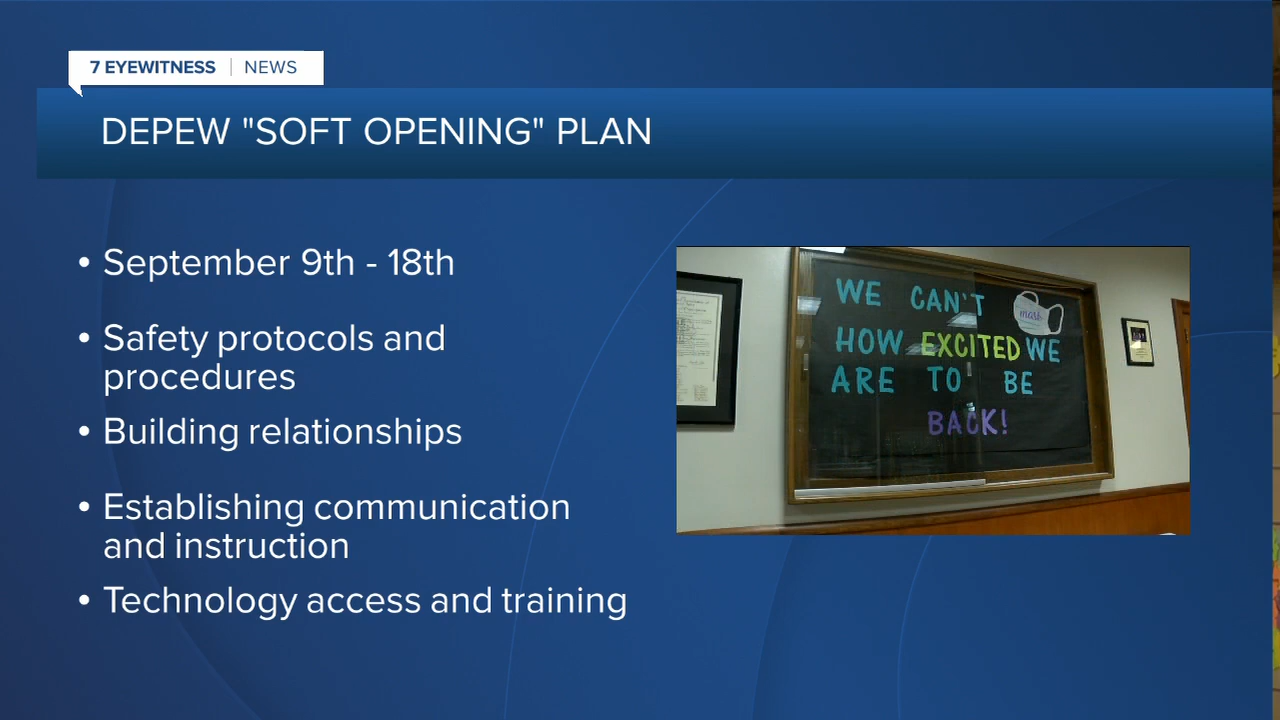 7 EYEWITNESS | NEWS
DEPEW "SOFT OPENING" PLAN
• September 9th - 18th
• Safety protocols and
procedures
• Building relationships
• Establishing communication
and instruction
• Technology access and training
WE CAN'T
mask
HOW EXCITED WE
ARE TO BE
BACK!